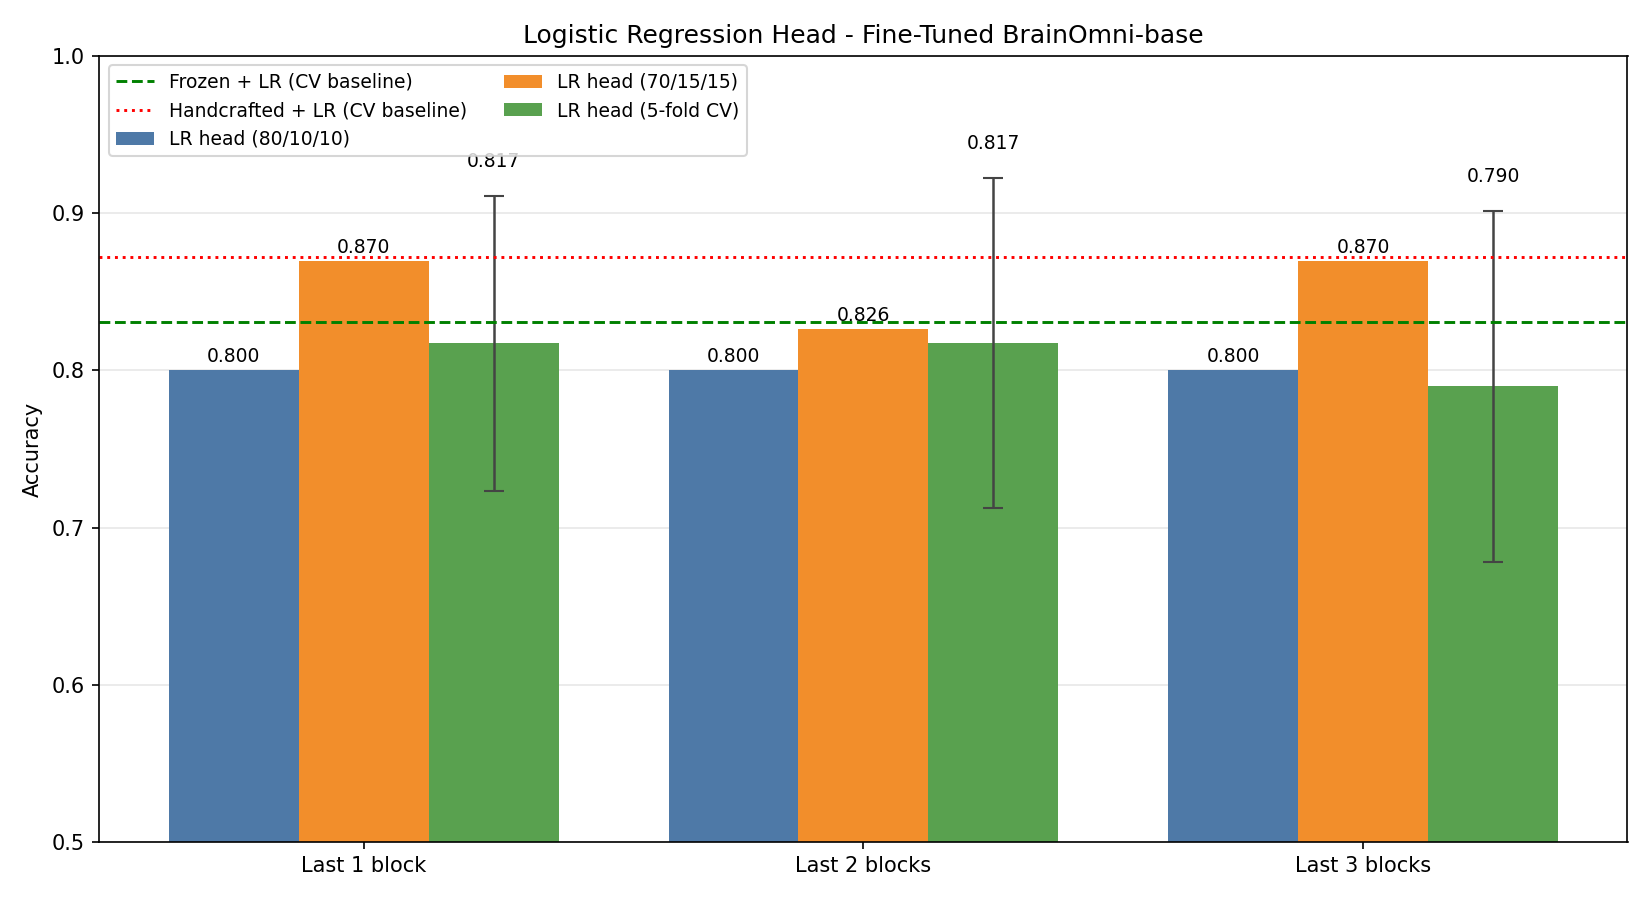 Logistic Regression Head - Fine-Tuned BrainOmni-base
Frozen + LR (CV baseline)
Handcrafted + LR (CV baseline)
LR head (80/10/10)
LR head (70/15/15)
LR head (5-fold CV)
1.0
0.9
0.8
0.7
0.6
0.5
Accuracy
0.800
0.870
0.817
0.800
0.826
0.817
0.800
0.870
0.790
Last 1 block
Last 2 blocks
Last 3 blocks